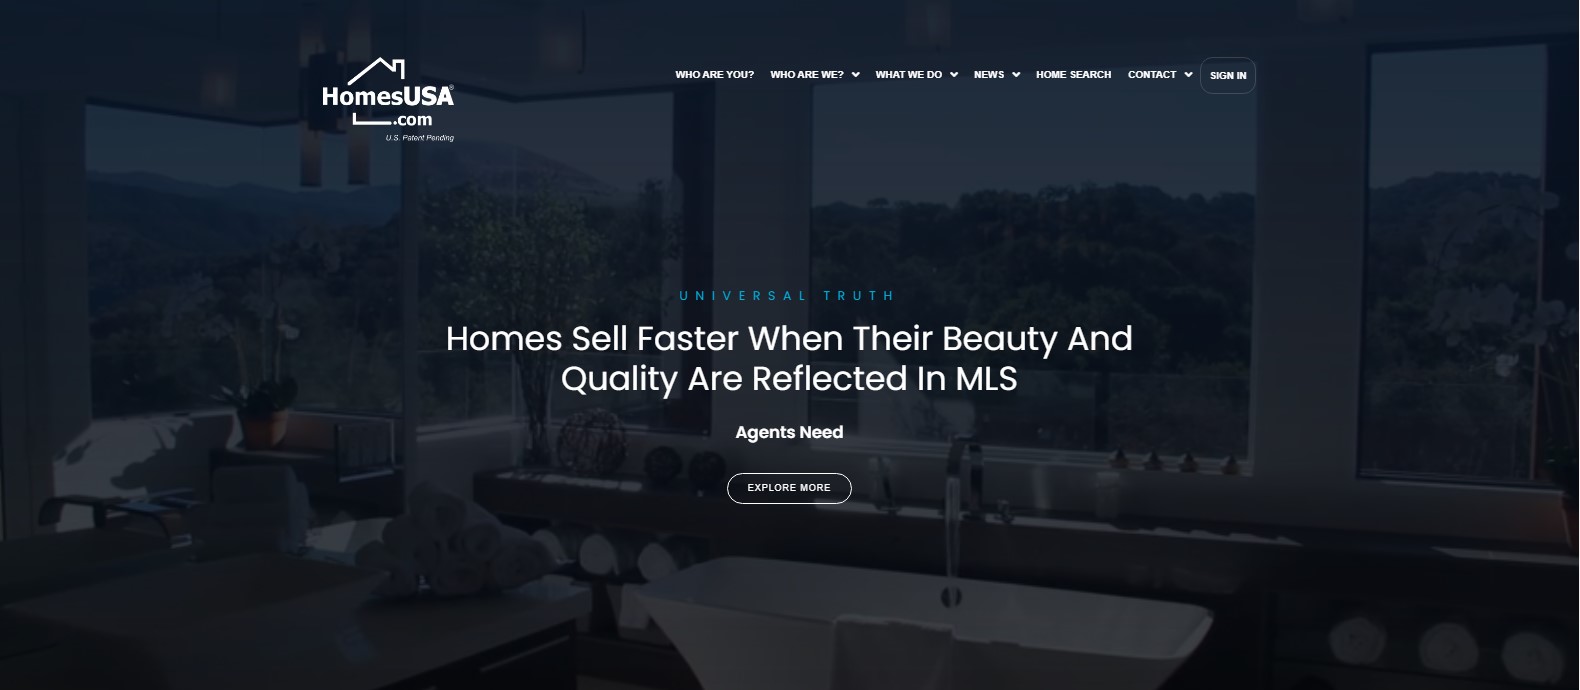 HomesUSA®
.com
U.S. Patent Pending
WHO ARE YOU? WHO ARE WE? WHAT WE DO NEWS HOME SEARCH CONTACT SIGN IN
UNIVERSAL TRUTH
Homes Sell Faster When Their Beauty And
Quality Are Reflected In MLS
Agents Need
EXPLORE MORE